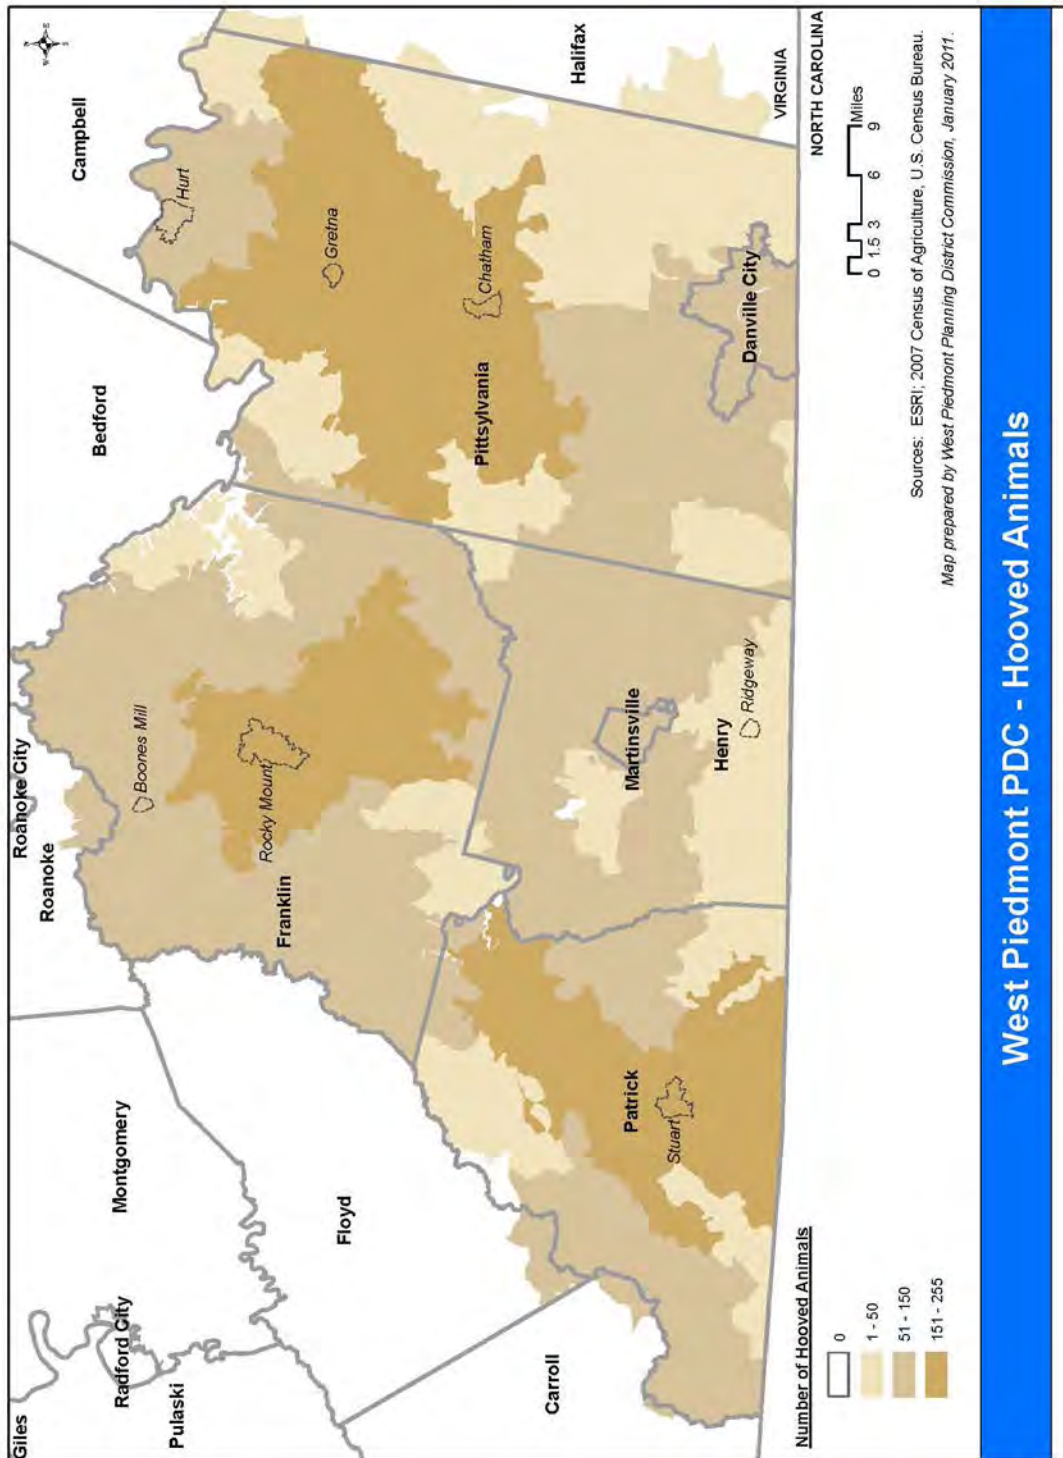 Giles
Radford City
Pulaski
Montgomery
Roanoke
Roanoke City
Bedford
Campbell
N
E
S
W
Floyd
Franklin
Boones Mill
Rocky Mount
Hurt
Gretna
Chatham
Pittsylvania
Halifax
Carroll
Patrick
Stuart
Martinsville
Henry
Ridgeway
Danville City
VIRGINIA
NORTH CAROLINA
Number of Hooved Animals
0
1 - 50
51 - 150
151 - 255
0 1.5 3 6 9
Miles
Sources: ESRI; 2007 Census of Agriculture, U.S. Census Bureau.
Map prepared by West Piedmont Planning District Commission, January 2011.
West Piedmont PDC - Hooved Animals